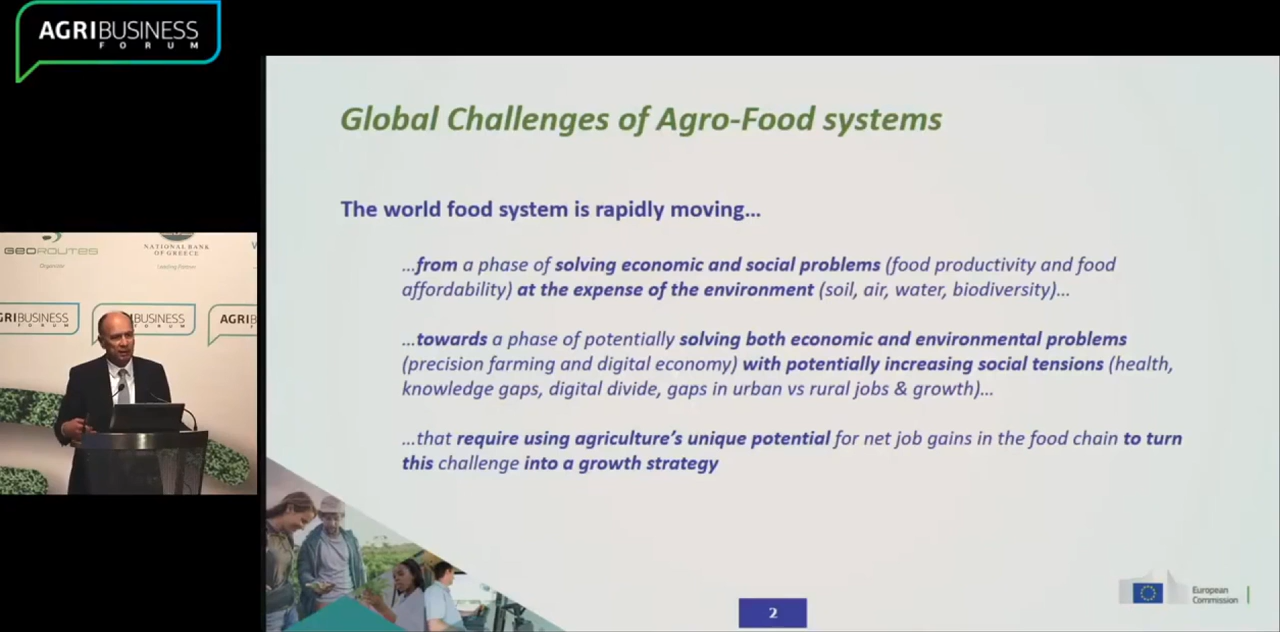 AGRIBUSINESS
FORUM
Global Challenges of Agro-Food systems
The world food system is rapidly moving…
…from a phase of solving economic and social problems (food productivity and food
affordability) at the expense of the environment (soil, air, water, biodiversity)…
…towards a phase of potentially solving both economic and environmental problems
(precision farming and digital economy) with potentially increasing social tensions (health,
knowledge gaps, digital divide, gaps in urban vs rural jobs & growth)…
…that require using agriculture's unique potential for net job gains in the food chain to turn
this challenge into a growth strategy
GEOROUTES
Organizer
NATIONAL BANK
OF GREECE
Leading Partner
GRIBUSINESS
FORUM
BUSINESS
FORUM
AGRI
European
Commission
2